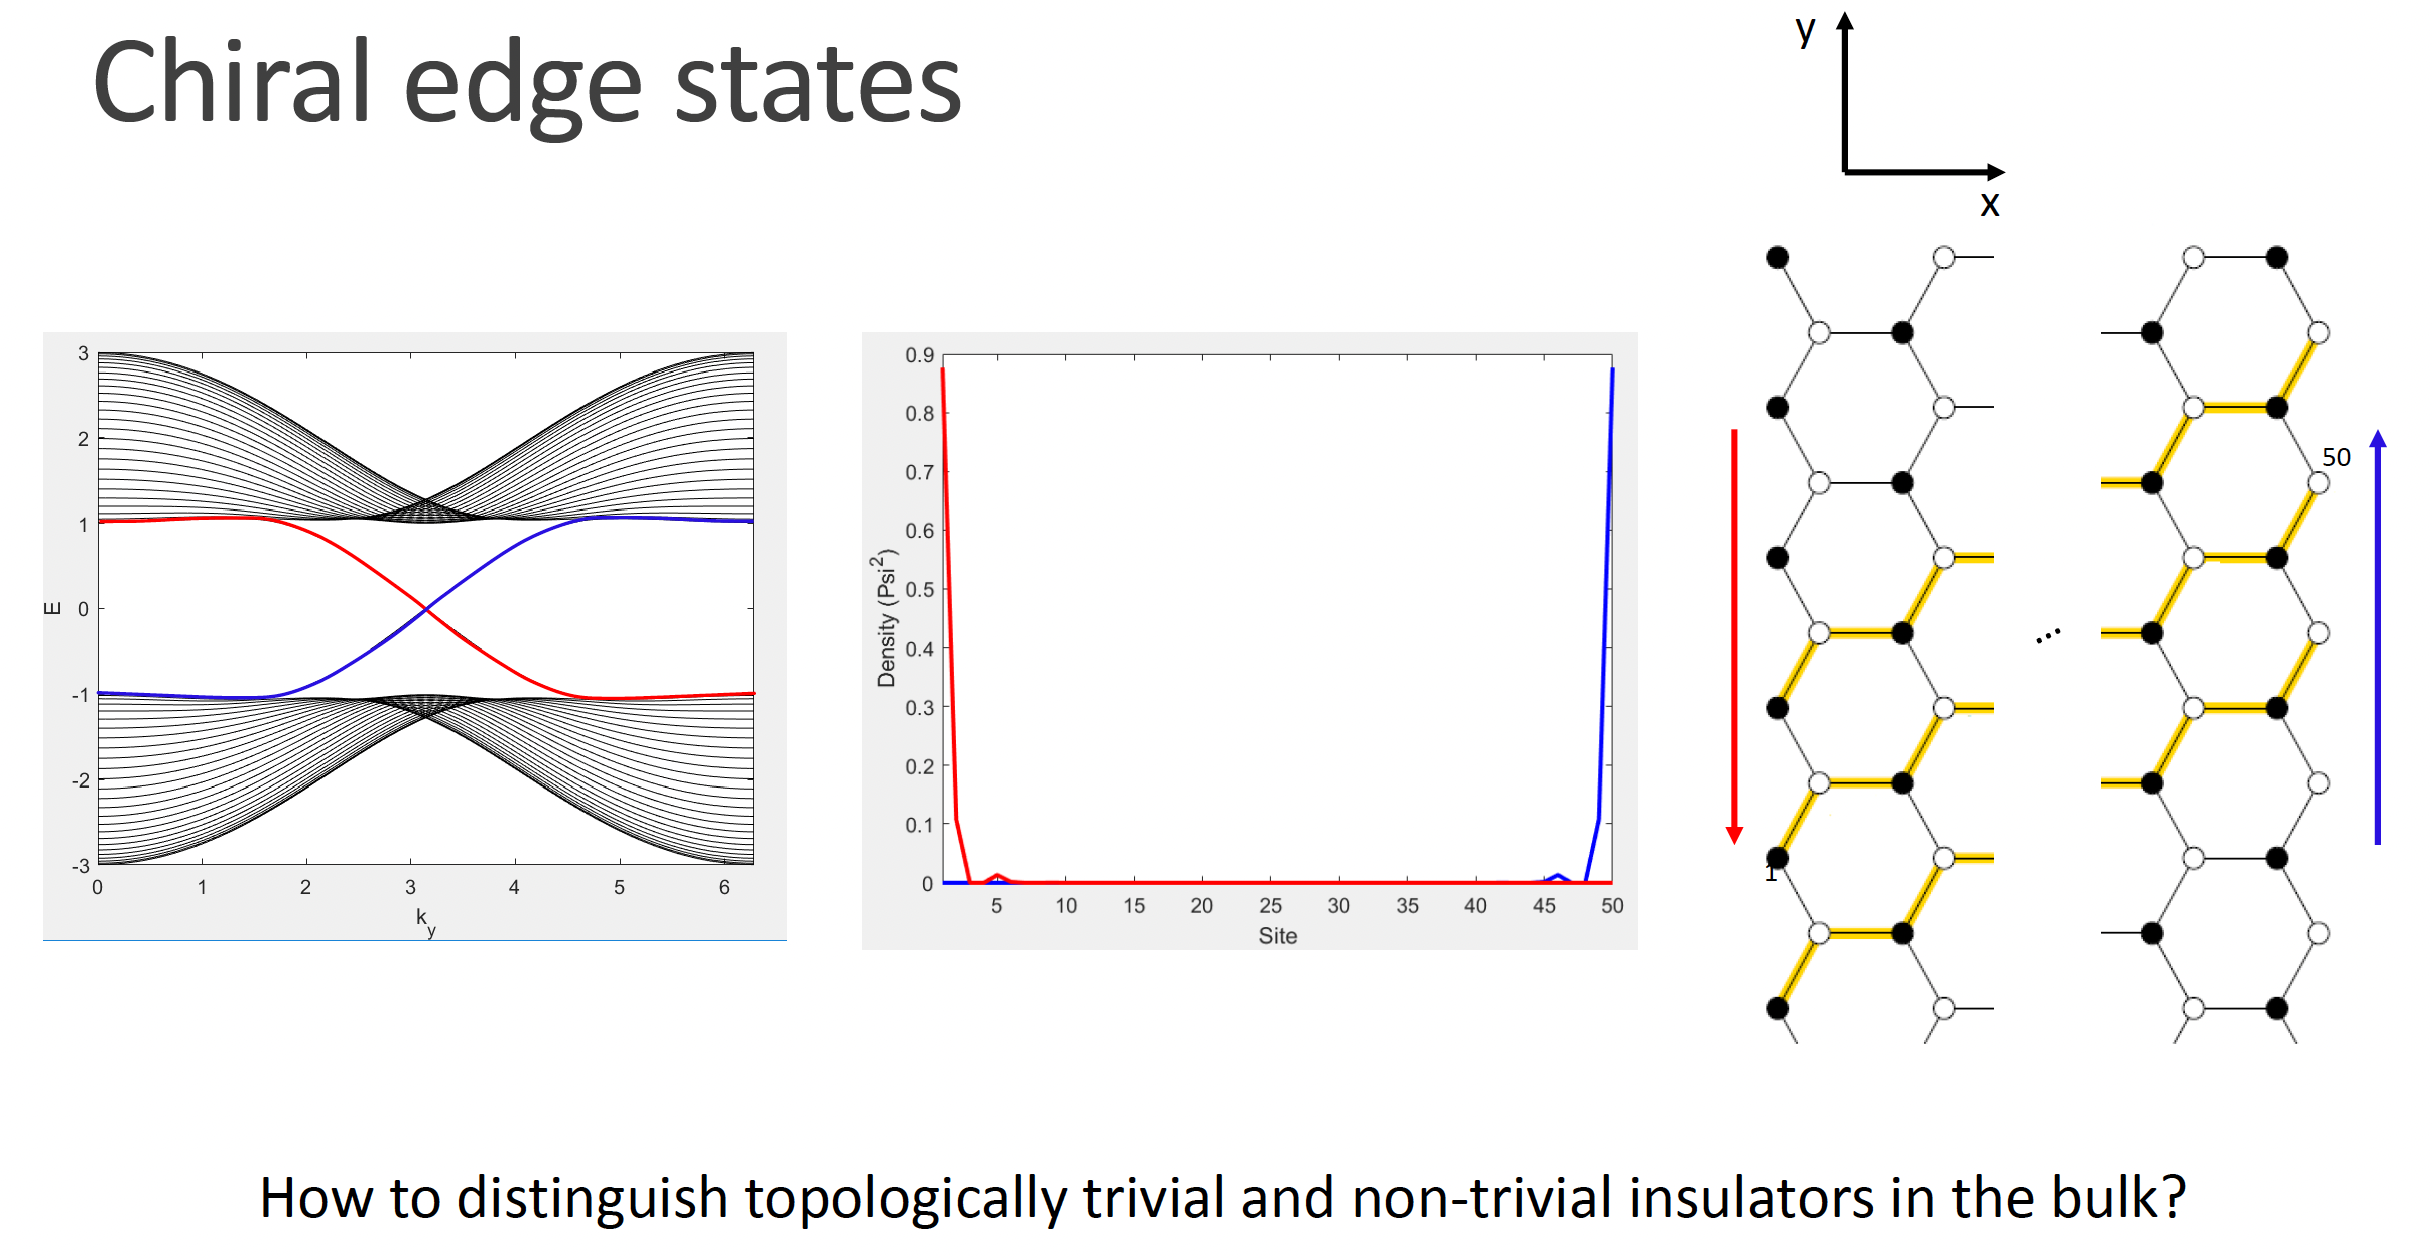 Chiral edge states
y
x
3
2
1
0
-1
-2
-3
E
0 1 2 3 4 5 6
k_y
0.9
0.8
0.7
0.6
0.5
0.4
0.3
0.2
0.1
0
Density (Psi²)
5 10 15 20 25 30 35 40 45 50
Site
50
...
1
How to distinguish topologically trivial and non-trivial insulators in the bulk?